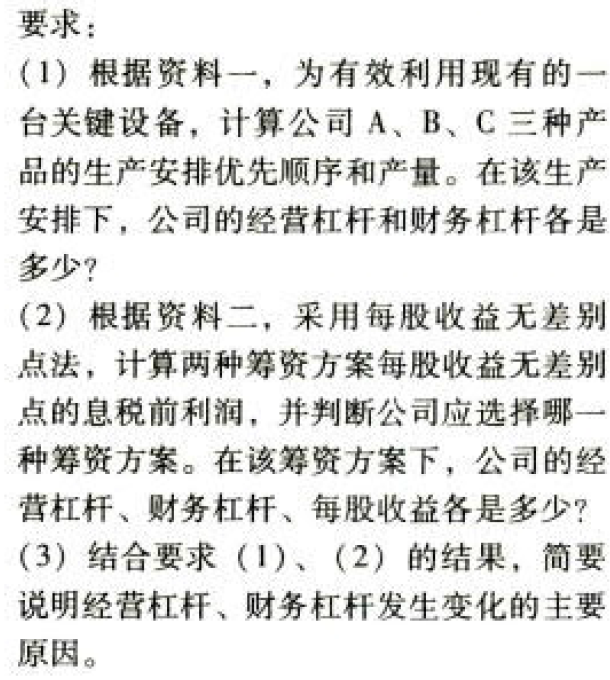 要求：
（1）根据资料一，为有效利用现有的一
台关键设备，计算公司 A、B、C 三种产
品的生产安排优先顺序和产量。在该生产
安排下，公司的经营杠杆和财务杠杆各是
多少？
（2）根据资料二，采用每股收益无差别
点法，计算两种筹资方案每股收益无差别
点的息税前利润，并判断公司应选择哪一
种筹资方案。在该筹资方案下，公司的经
营杠杆、财务杠杆、每股收益各是多少？
（3）结合要求（1）、（2）的结果，简要
说明经营杠杆、财务杠杆发生变化的主要
原因。